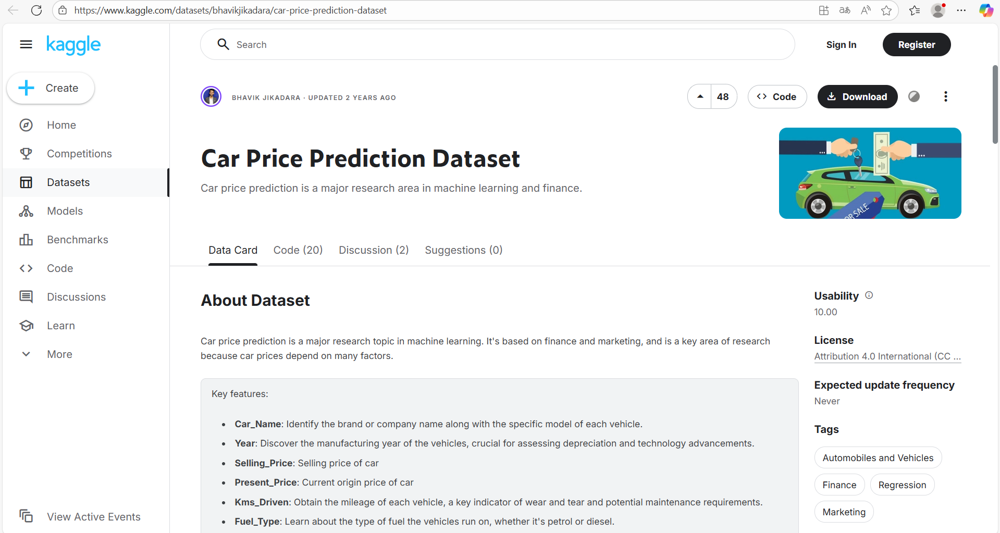 https://www.kaggle.com/datasets/bhavikjikadara/car-price-prediction-dataset
kaggle
Search
Sign In
Register
Create
Home
Competitions
Datasets
Models
Benchmarks
Code
Discussions
Learn
More
View Active Events
BHAVIK JIKADARA · UPDATED 2 YEARS AGO
48
Code
Download
Car Price Prediction Dataset
Car price prediction is a major research area in machine learning and finance.
OR SALE
Data Card
Code (20)
Discussion (2)
Suggestions (0)
About Dataset
Car price prediction is a major research topic in machine learning. It's based on finance and marketing, and is a key area of research
because car prices depend on many factors.
Key features:
• Car_Name: Identify the brand or company name along with the specific model of each vehicle.
• Year: Discover the manufacturing year of the vehicles, crucial for assessing depreciation and technology advancements.
• Selling_Price: Selling price of car
• Present_Price: Current origin price of car
• Kms_Driven: Obtain the mileage of each vehicle, a key indicator of wear and tear and potential maintenance requirements.
• Fuel_Type: Learn about the type of fuel the vehicles run on, whether it's petrol or diesel.
Usability
10.00
License
Attribution 4.0 International (CC ...
Expected update frequency
Never
Tags
Automobiles and Vehicles
Finance
Regression
Marketing